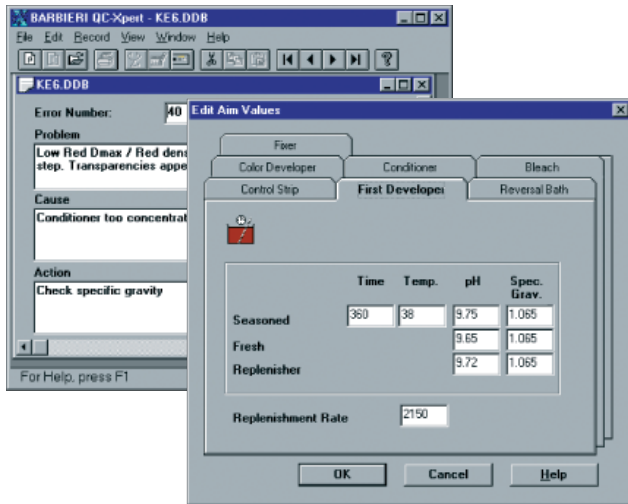 BARBIERI QC-Xpert - KE6.DDB
File Edit Record View Window Help
KE6.DDB
Error Number: 40
Problem
Low Red Dmax / Red dens
step. Transparencies appe
Cause
Conditioner too concentrat
Action
Check specific gravity
For Help, press F1
Edit Aim Values
Fixer
Color Developer Conditioner Bleach
Control Strip First Developer Reversal Bath
Time Temp. pH Spec.
Grav.
Seasoned 360 38 9.75 1.065
Fresh 9.65 1.065
Replenisher 9.72 1.065
Replenishment Rate 2150
OK Cancel Help